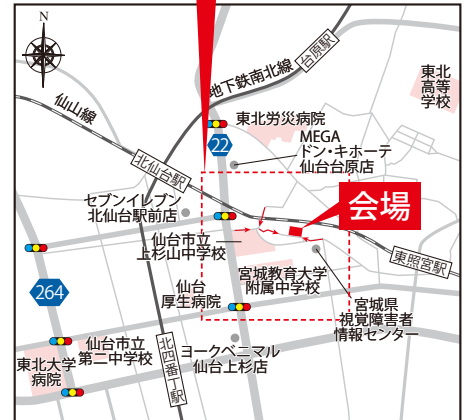 N
地下鉄南北線
台原駅
東北
高等
学校
仙山線
東北労災病院
22
MEGA
ドン・キホーテ
仙台台原店
北仙台駅
セブンイレブン
北仙台駅前店
会場
仙台市立
上杉山中学校
東照宮駅
宮城教育大学
附属中学校
264
仙台
厚生病院
宮城県
視覚障害者
情報センター
仙台市立
第二中学校
北四番丁駅
ヨークベニマル
仙台上杉店
東北大学
病院